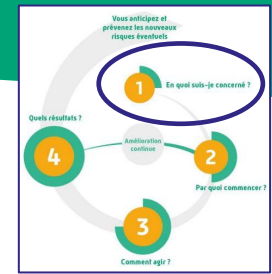 Vous anticipez et
prévenez les nouveaux
risques éventuels
1
En quoi suis-je concerné ?
Quels résultats ?
Amélioration
continue
4
2
Par quoi commencer ?
3
Comment agir ?